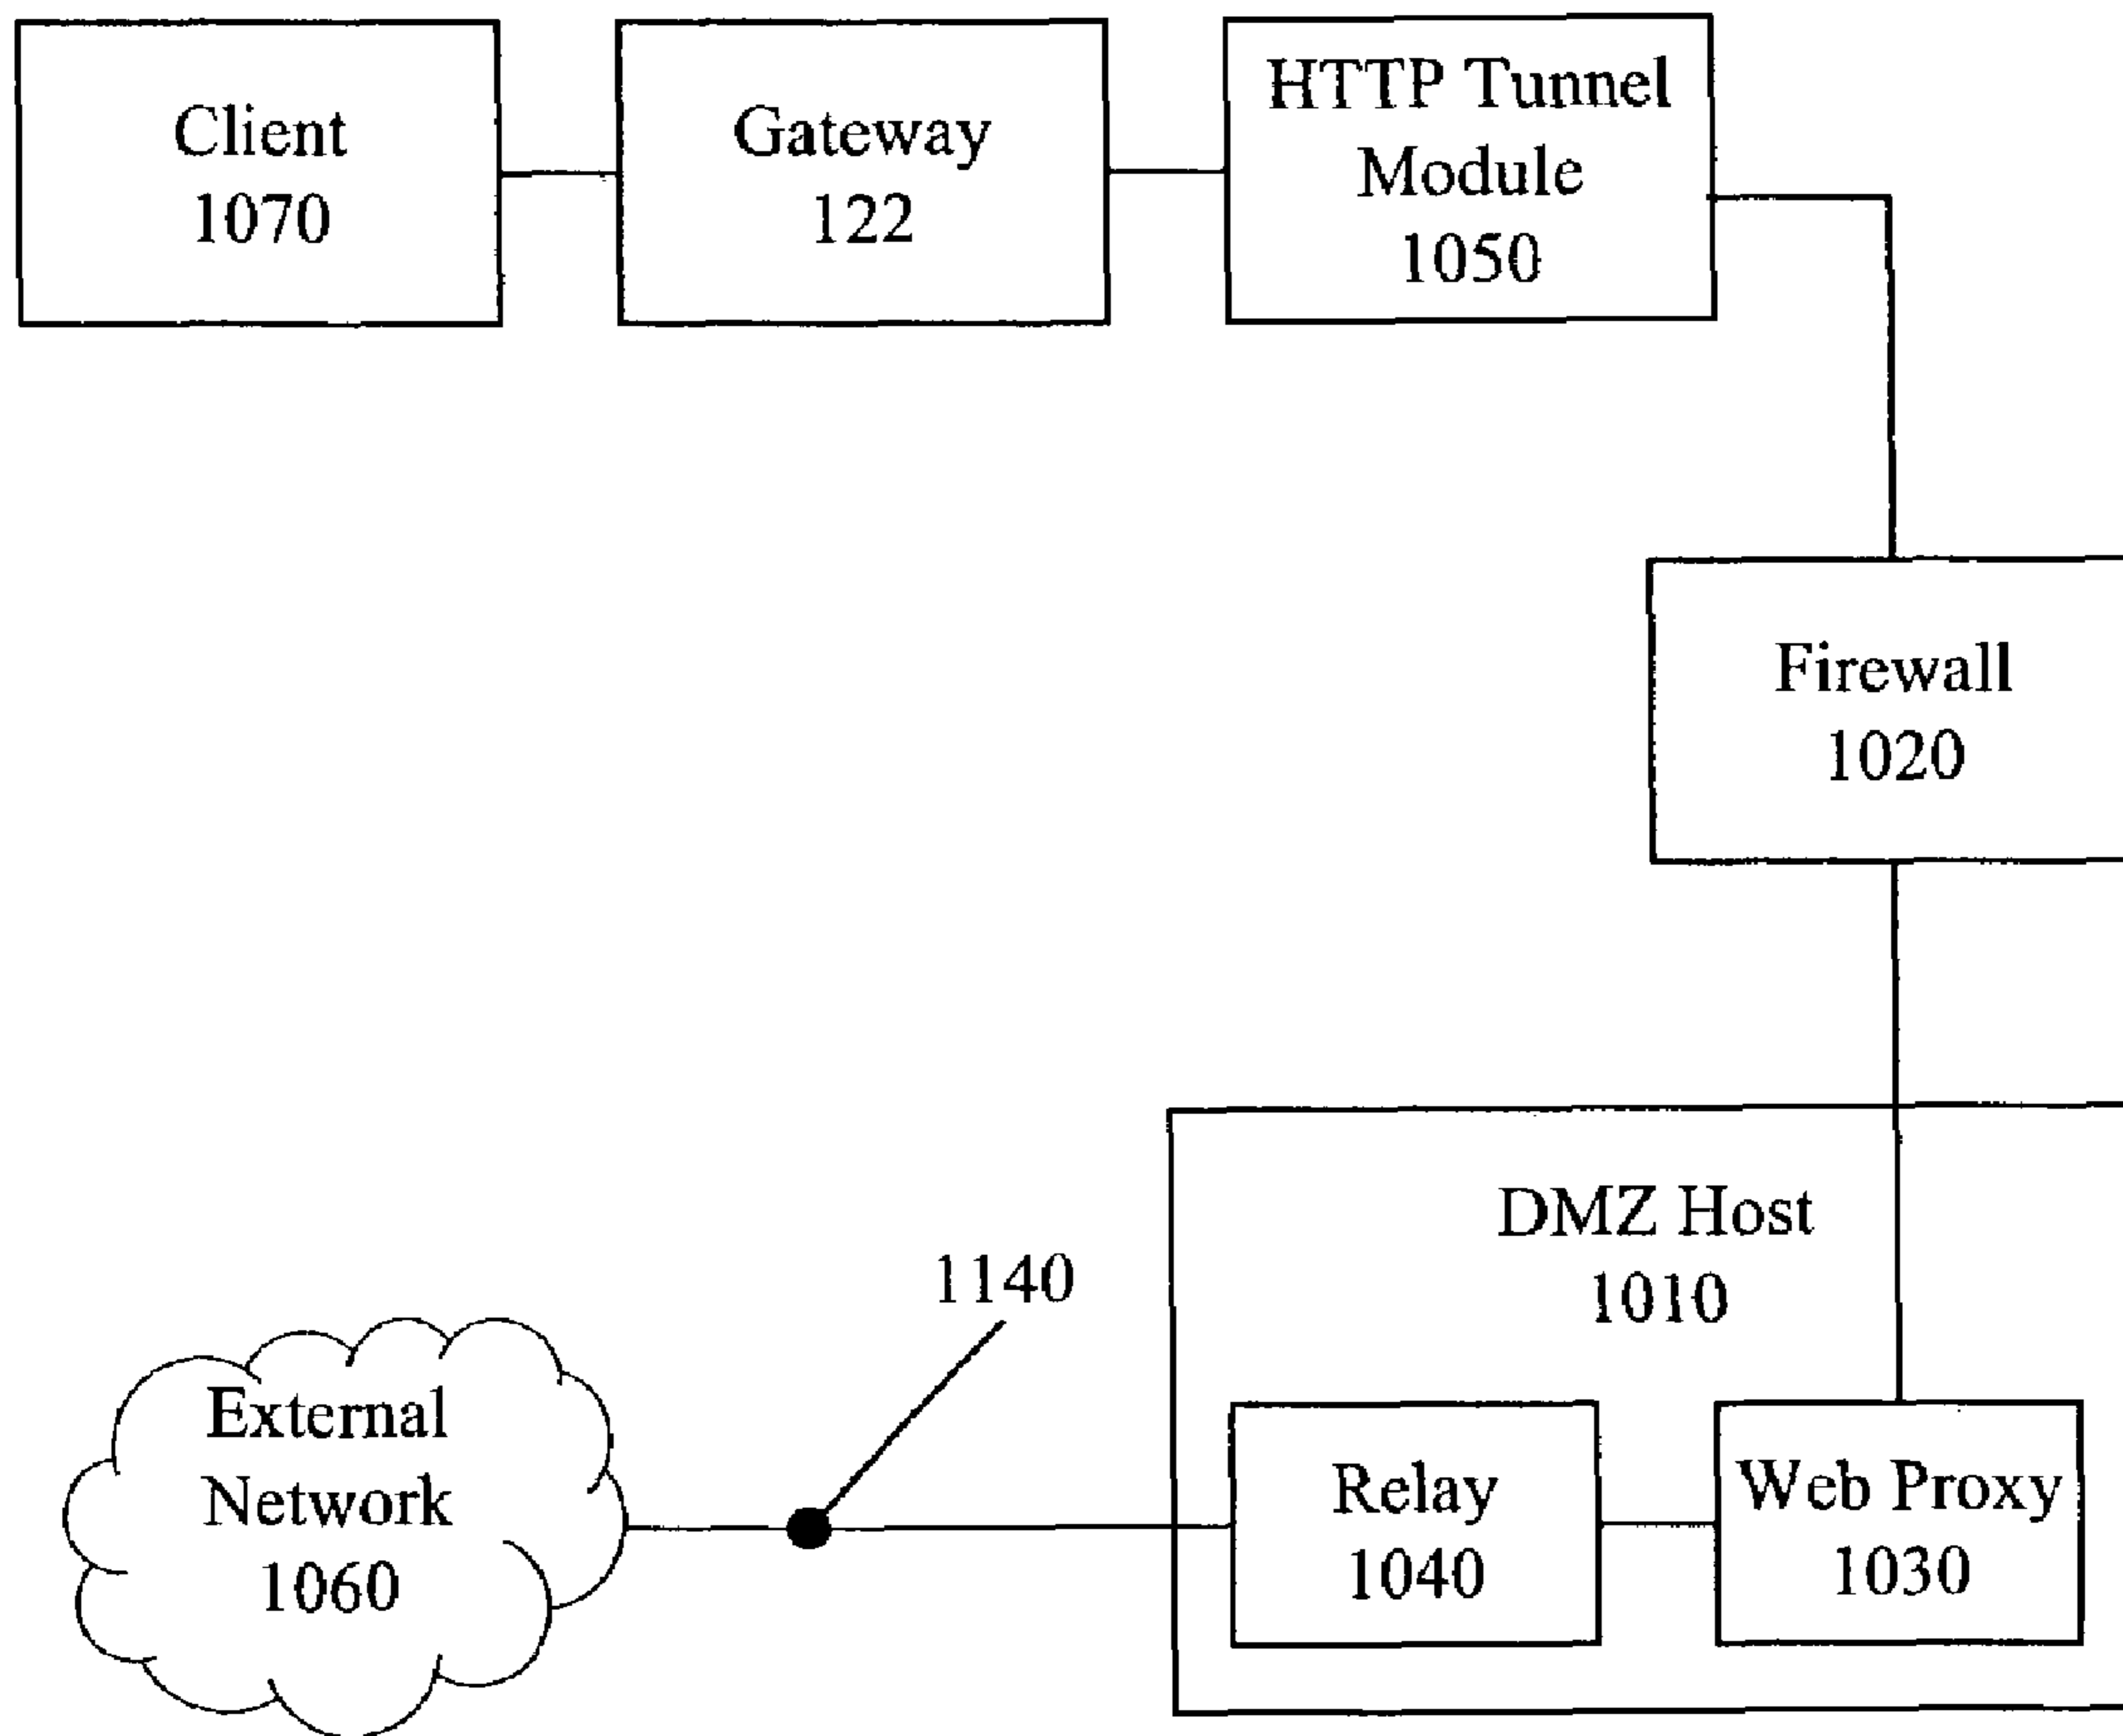 Client
1070
Gateway
122
HTTP Tunnel
Module
1050
Firewall
1020
DMZ Host
1010
1140
External
Network
1060
Relay
1040
Web Proxy
1030